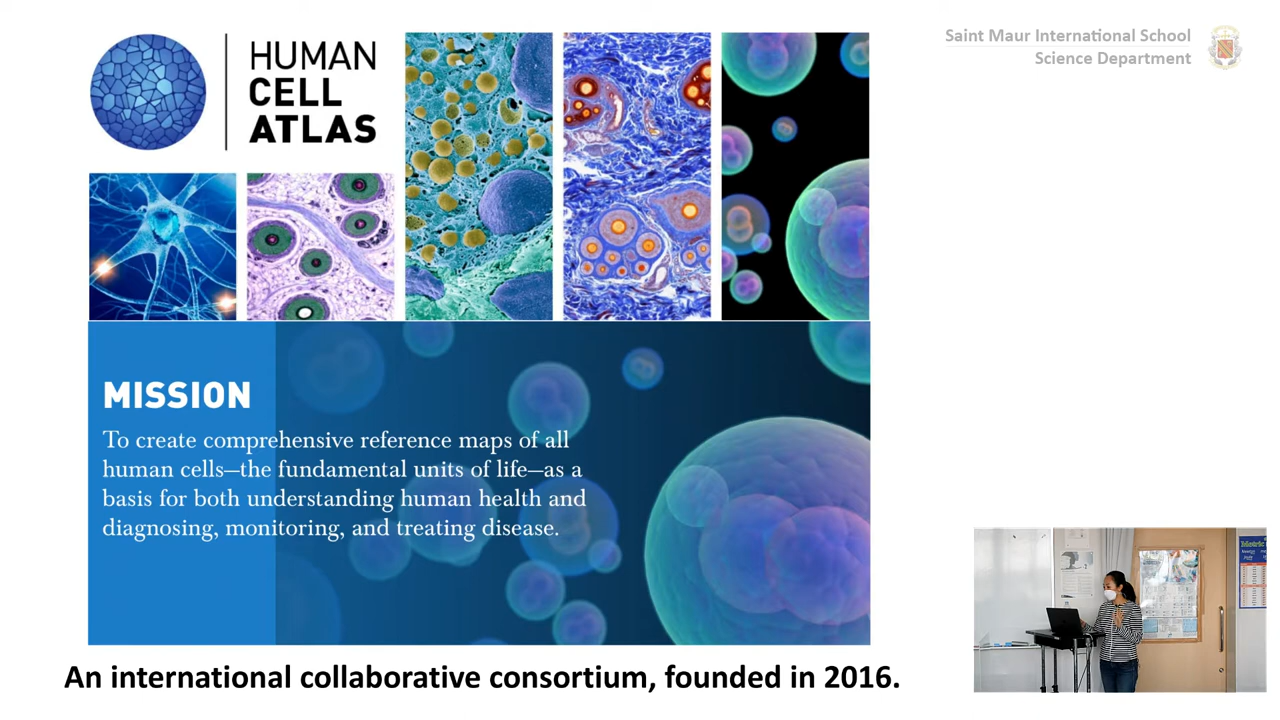 HUMAN
CELL
ATLAS
Saint Maur International School
Science Department
MISSION
To create comprehensive reference maps of all
human cells—the fundamental units of life—as a
basis for both understanding human health and
diagnosing, monitoring, and treating disease.
An international collaborative consortium, founded in 2016.